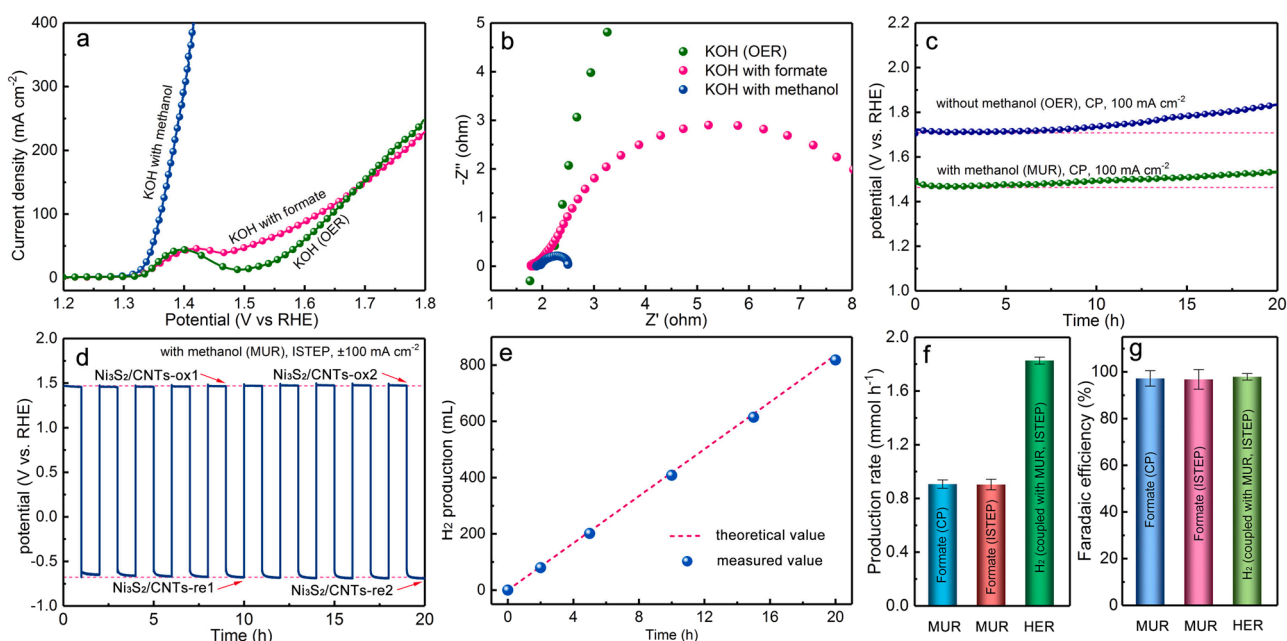 a
Current density (mA cm⁻²)
400
300
200
100
50
0
KOH with methanol
KOH with formate
KOH (OER)
1.2 1.3 1.4 1.5 1.6 1.7 1.8
Potential (V vs RHE)
b
-Z'' (ohm)
-5
4
3
2
1
0
KOH (OER)
KOH with formate
KOH with methanol
1 2 3 4 5 6 7 8
Z' (ohm)
c
potential (V vs. RHE)
2.1
2.0
1.8
1.6
1.4
1.2
1.0
without methanol (OER), CP, 100 mA cm⁻²
with methanol (MUR), CP, 100 mA cm⁻²
0 5 10 15 20
Time (h)
d
potential (V vs. RHE)
2.0
1.5
1.0
0.5
0.0
-0.5
-1.0
with methanol (MUR), ISTEP, ±100 mA cm⁻²
Ni₃S₂/CNTs-ox1
Ni₃S₂/CNTs-ox2
Ni₃S₂/CNTs-re1
Ni₃S₂/CNTs-re2
0 5 10 15 20
Time (h)
e
H₂ production (mL)
800
600
400
200
0
theoretical value
measured value
0 4 8 12 16 20
Time (h)
f
Production rate (mmol h⁻¹)
2.0
1.6
1.2
0.8
0.4
0.0
Formate (CP)
Formate (ISTEP)
H₂ (coupled with MUR, ISTEP)
MUR MUR HER
g
Faradaic efficiency (%)
120
100
80
60
40
20
0
Formate (CP)
Formate (ISTEP)
H₂ (coupled with MUR, ISTEP)
MUR MUR HER